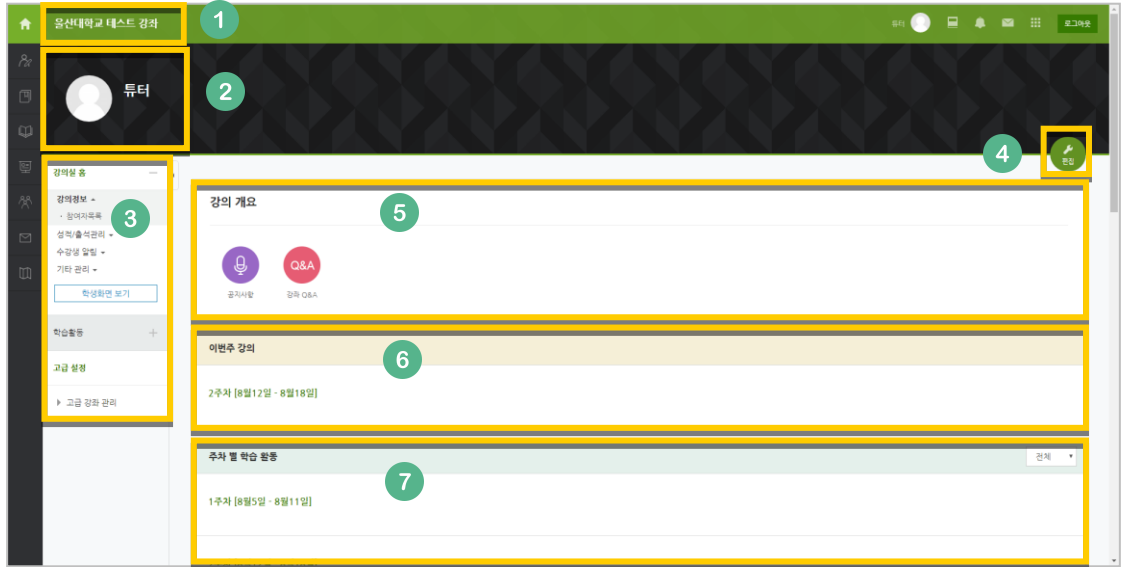 울산대학교 테스트 강좌
1
튜터
로그아웃
튜터
2
4
편집
강의실 홈
강의정보
· 참여자목록
3
성적/출석관리
수강생 알림
기타 관리
학생화면 보기
학습활동
고급 설정
고급 강좌 관리
강의 개요
5
Q&A
공지사항
강좌 Q&A
이번주 강의
6
2주차 [8월12일 - 8월18일]
주차 별 학습 활동
전체
7
1주차 [8월5일 - 8월11일]